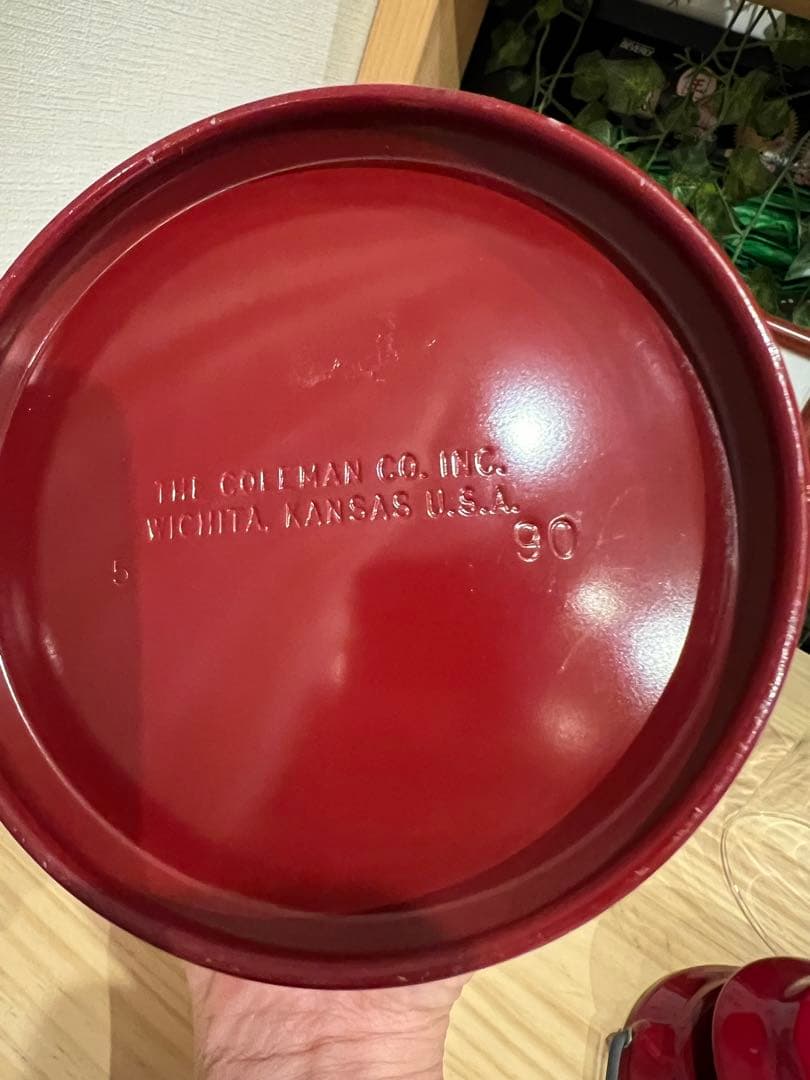 THE COLEMAN CO. INC.
WICHITA, KANSAS U.S.A.
5
90